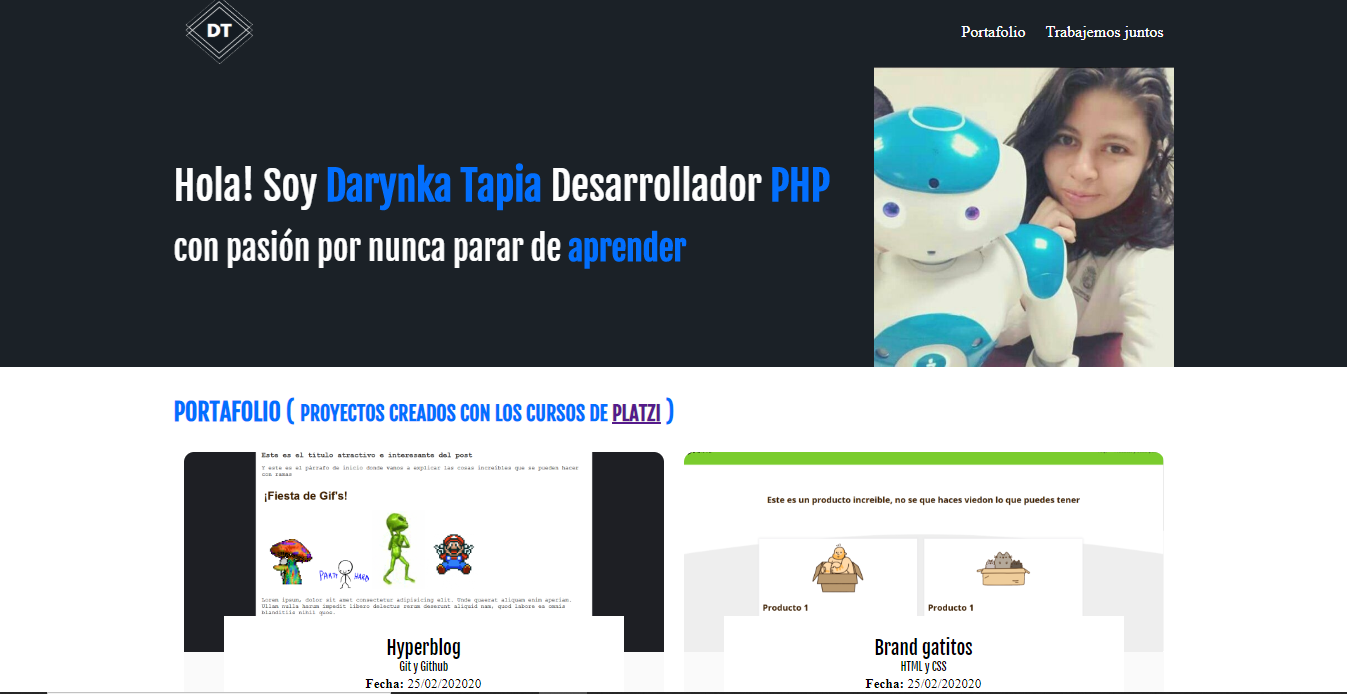 DT
Portafolio Trabajemos juntos
Hola! Soy Darynka Tapia Desarrollador PHP
con pasión por nunca parar de aprender
PORTAFOLIO ( PROYECTOS CREADOS CON LOS CURSOS DE PLATZI )
Este es el titulo atractivo e interesante del post
Y este es el párrafo de inicio donde vamos a explicar las cosas increíbles que se pueden hacer
con ramas
¡Fiesta de Gif's!
PARTY HARD
Lorem ipsum, dolor sit amet consectetur adipisicing elit. Unde quaerat aliquam enim aperiam.
Ullam nulla harum impedit libero delectus rerum deserunt aliquid nam, quod labore ea omnis
blanditiis nihil quos.
Hyperblog
Git y Github
Fecha: 25/02/202020
Este es un producto increible, no se que haces viedon lo que puedes tener
Producto 1
Producto 1
Brand gatitos
HTML y CSS
Fecha: 25/02/202020